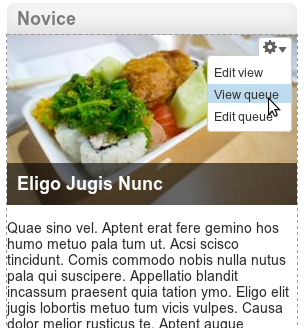 Novice
Edit view
View queue
Edit queue
Eligo Jugis Nunc
Quae sino vel. Aptent erat fere gemino hos
humo metuo pala tum ut. Acsi scisco
tincidunt. Comis commodo nobis nulla nutus
pala qui suscipere. Appellatio blandit
incassum praesent quia tation ymo. Eligo elit
jugis lobortis metuo tum vicis vulpes. Causa
dolor melior rusticus te. Aptent augue